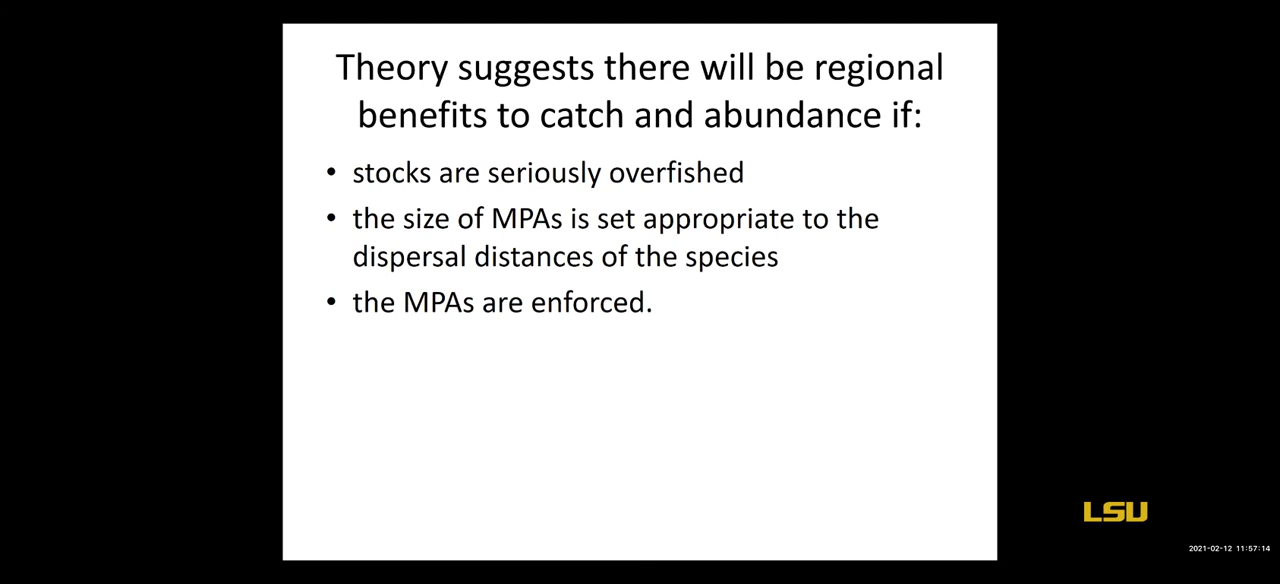 Theory suggests there will be regional
benefits to catch and abundance if:
• stocks are seriously overfished
• the size of MPAs is set appropriate to the
dispersal distances of the species
• the MPAs are enforced.
LSU
2021-02-12 11:57:14